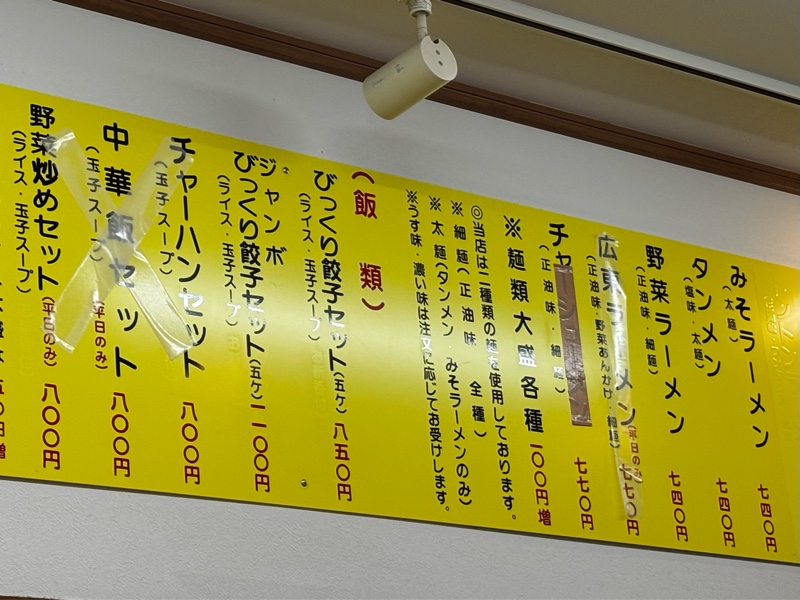 みそラーメン
(太麺)
七四〇円
タンメン
(塩味・太麺)
七四〇円
野菜ラーメン
(正油味・細麺)
七四〇円
広東ラーメン(平日のみ)
(正油味・野菜あんかけ・細麺)
七七〇円
チャーシューメン
(正油味・細麺)
七七〇円
※麺類大盛各種一〇〇円増
◎当店は二種類の麺を使用しております。
※細麺(正油味 全種)
※太麺(タンメン・みそラーメンのみ)
※うす味・濃い味は注文に応じてお受けします。
(飯類)
びっくり餃子セット(五ケ)八五〇円
(ライス・玉子スープ)
ジャンボ
びっくり餃子セット(五ケ)一一〇〇円
(ライス・玉子スープ)
チャーハンセット 八〇〇円
(玉子スープ)
中華飯セット 八〇〇円
(玉子スープ)
(平日のみ)
野菜炒めセット(平日のみ)八〇〇円
(ライス・玉子スープ)